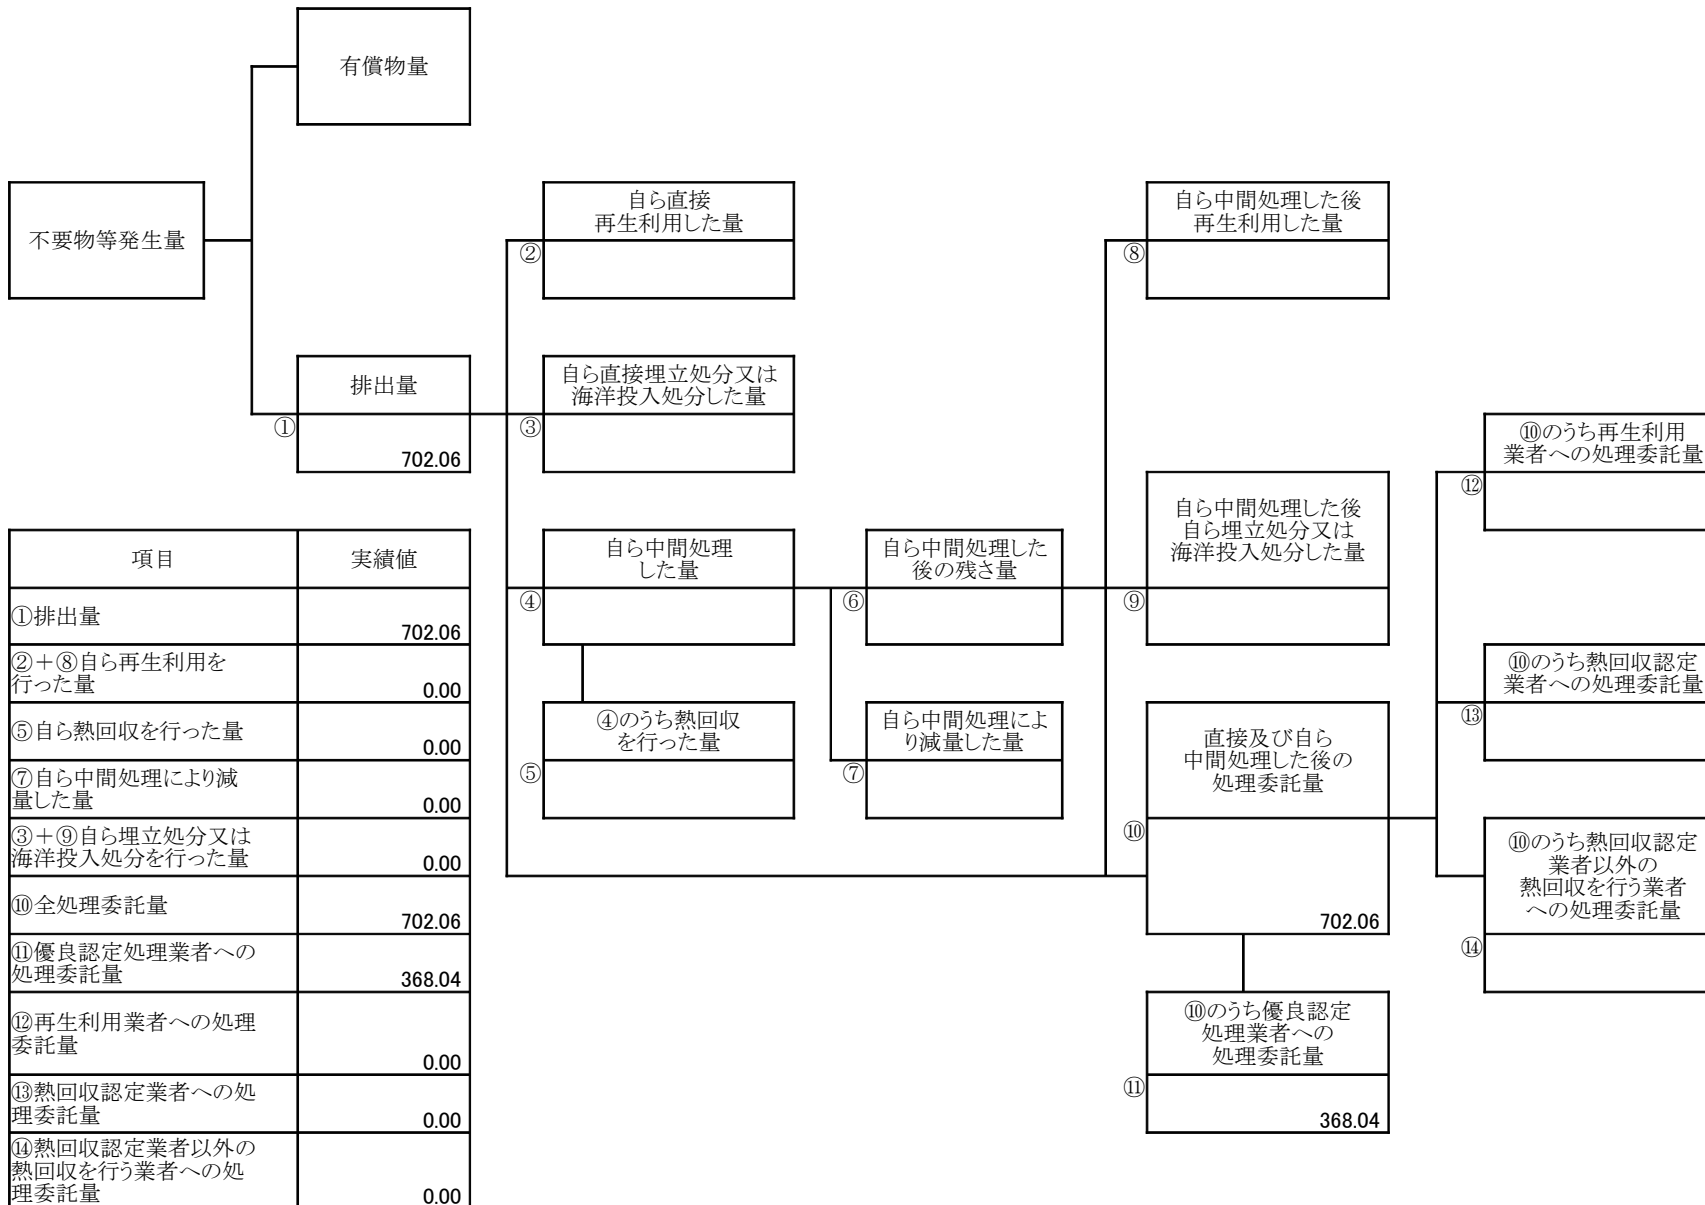 有償物量
不要物等発生量
自ら直接
再生利用した量
②
自ら中間処理した後
再生利用した量
⑧
排出量
①
702.06
自ら直接埋立処分又は
海洋投入処分した量
③
⑩のうち再生利用
業者への処理委託量
⑫
自ら中間処理
した量
④
自ら中間処理した
後の残さ量
⑥
自ら中間処理した後
自ら埋立処分又は
海洋投入処分した量
⑨
⑩のうち熱回収認定
業者への処理委託量
⑬
④のうち熱回収
を行った量
⑤
自ら中間処理によ
り減量した量
⑦
直接及び自ら
中間処理した後の
処理委託量
⑩
702.06
⑩のうち熱回収認定
業者以外の
熱回収を行う業者
への処理委託量
⑭
⑩のうち優良認定
処理業者への
処理委託量
⑪
368.04
項目 実績値
①排出量
702.06
②+⑧自ら再生利用を
行った量
0.00
⑤自ら熱回収を行った量
0.00
⑦自ら中間処理により減
量した量
0.00
③+⑨自ら埋立処分又は
海洋投入処分を行った量
0.00
⑩全処理委託量
702.06
⑪優良認定処理業者への
処理委託量
368.04
⑫再生利用業者への処理
委託量
0.00
⑬熱回収認定業者への処
理委託量
0.00
⑭熱回収認定業者以外の
熱回収を行う業者への処
理委託量
0.00